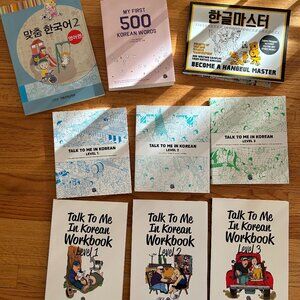 맞춤 한국어 2
영어권
MY FIRST
500
KOREAN WORDS
한글마스터
BECOME A HANGEUL MASTER
TALK TO ME IN KOREAN
LEVEL 1
TALK TO ME IN KOREAN
LEVEL 2
TALK TO ME IN KOREAN
LEVEL 3
Talk To Me
In Korean
Workbook
Level 1
Talk To Me
In Korean
Workbook
Level 2
Talk To Me
In Korean
Workbook
Level 3